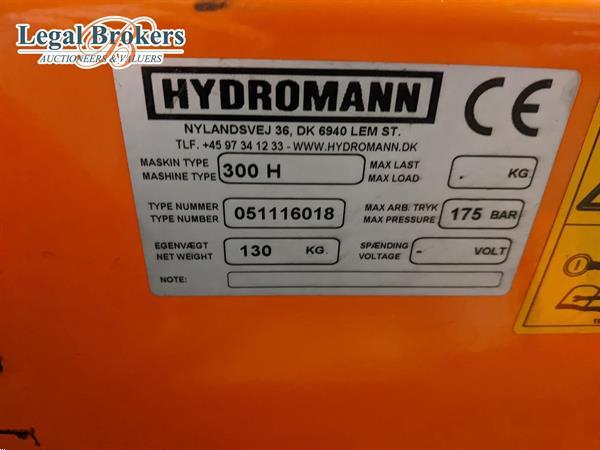 Legal Brokers
AUCTIONEERS & VALUERS
HYDROMANN
CE
NYLANDSVEJ 36, DK 6940 LEM ST.
TLF. +45 97 34 12 33 - WWW.HYDROMANN.DK
MASKIN TYPE
MASHINE TYPE
300 H
MAX LAST
MAX LOAD
. KG
TYPE NUMMER
TYPE NUMBER
051116018
MAX ARB. TRYK
MAX PRESSURE
175 BAR
EGENVÆGT
NET WEIGHT
130 KG.
SPÆNDING
VOLTAGE
- VOLT
NOTE: